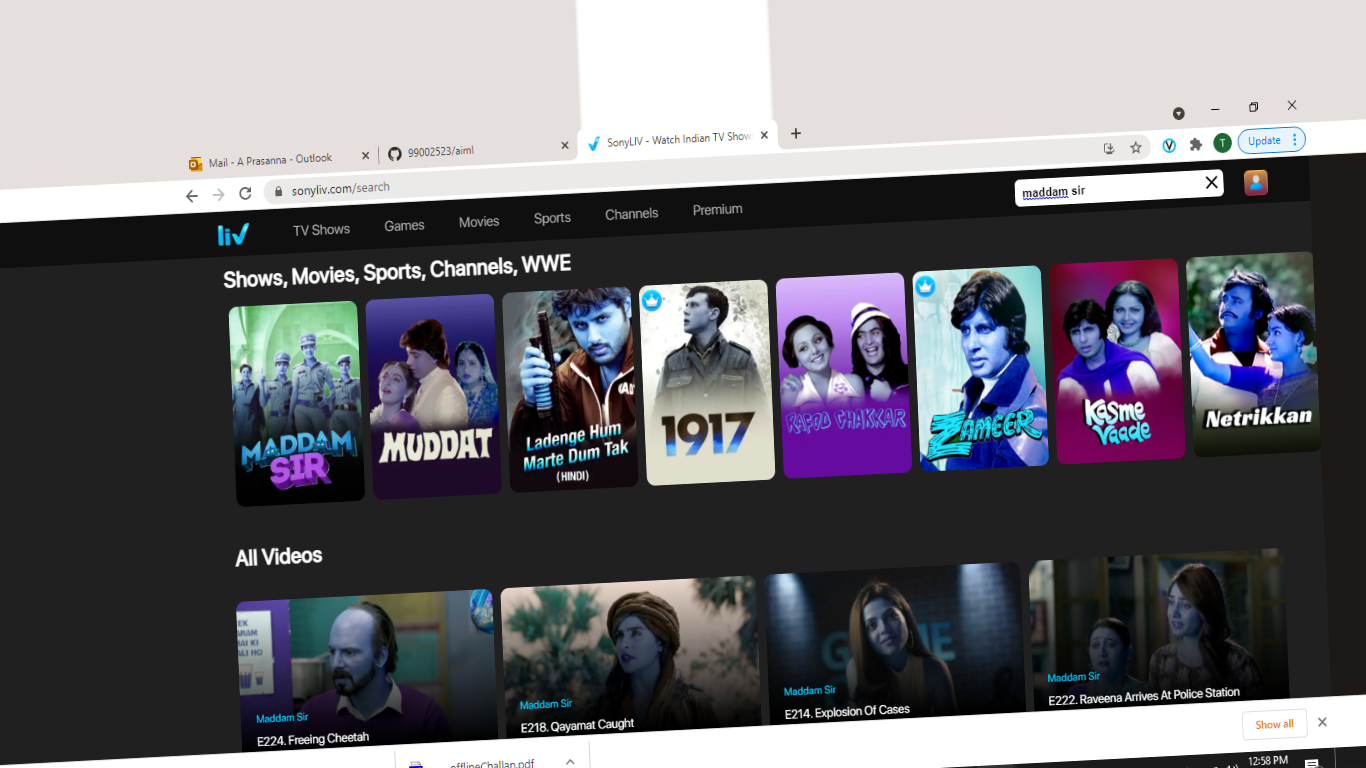 Mail - A Prasanna - Outlook
99002523/aiml
SonyLIV - Watch Indian TV Show
sonyliv.com/search
T
Update
liv
TV Shows
Games
Movies
Sports
Channels
Premium
maddam sir
Shows, Movies, Sports, Channels, WWE
MADDAM
SIR
MUDDAT
Ladenge Hum
Marte Dum Tak
(HINDI)
1917
RAFOO CHAKKAR
ZAMEER
Kasme
Vaade
Netrikkan
All Videos
Maddam Sir
E224. Freeing Cheetah
Maddam Sir
E218. Qayamat Caught
Maddam Sir
E214. Explosion Of Cases
Maddam Sir
E222. Raveena Arrives At Police Station
Show all
offlineChallan.pdf
12:58 PM